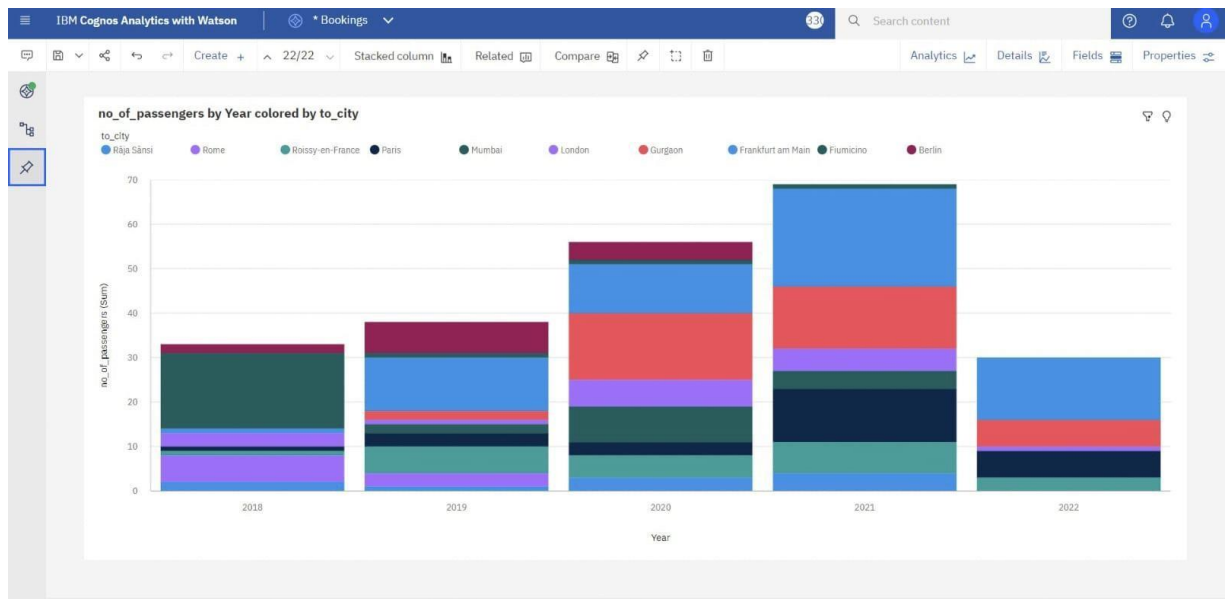 IBM Cognos Analytics with Watson * Bookings 330 Search content
Create + 22/22 Stacked column Related Compare Analytics Details Fields Properties
no_of_passengers by Year colored by to_city
to_city
Rāja Sānsi Rome Roissy-en-France Paris Mumbai London Gurgaon Frankfurt am Main Fiumicino Berlin
70
60
50
40
30
20
10
0
no_of_passengers (Sum)
2018 2019 2020 2021 2022
Year